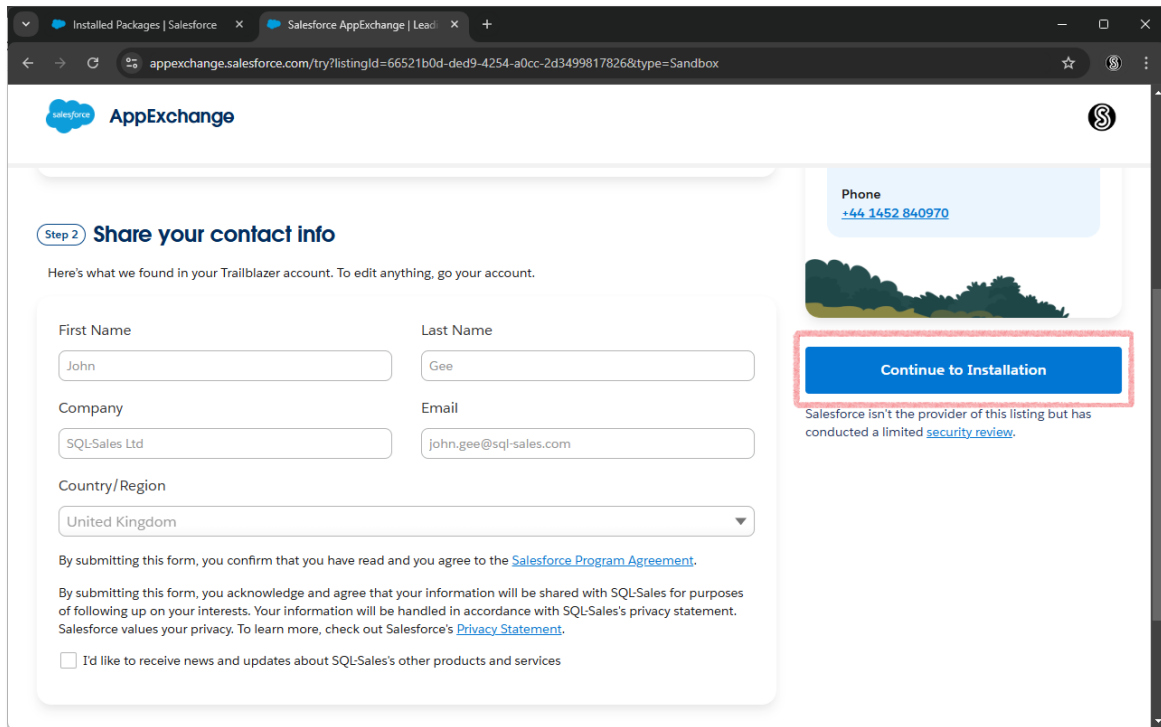 Installed Packages | Salesforce
Salesforce AppExchange | Leadi
appexchange.salesforce.com/try?listingId=66521b0d-ded9-4254-a0cc-2d3499817826&type=Sandbox
salesforce
AppExchange
Phone
+44 1452 840970
Step 2 Share your contact info
Here's what we found in your Trailblazer account. To edit anything, go your account.
First Name
Last Name
John
Gee
Company
Email
SQL-Sales Ltd
john.gee@sql-sales.com
Country/Region
United Kingdom
By submitting this form, you confirm that you have read and you agree to the Salesforce Program Agreement.
By submitting this form, you acknowledge and agree that your information will be shared with SQL-Sales for purposes
of following up on your interests. Your information will be handled in accordance with SQL-Sales's privacy statement.
Salesforce values your privacy. To learn more, check out Salesforce's Privacy Statement.
I'd like to receive news and updates about SQL-Sales's other products and services
Continue to Installation
Salesforce isn't the provider of this listing but has
conducted a limited security review.